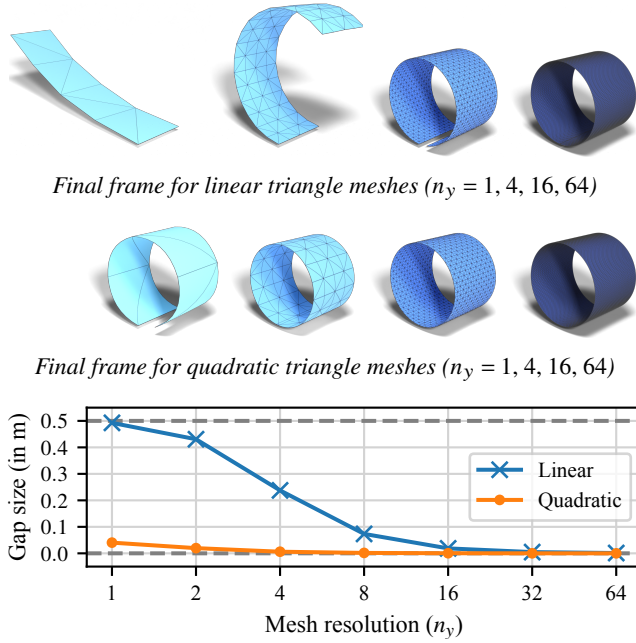 Final frame for linear triangle meshes (n_y = 1, 4, 16, 64)
Final frame for quadratic triangle meshes (n_y = 1, 4, 16, 64)
Gap size (in m)
0.5
0.4
0.3
0.2
0.1
0.0
Linear
Quadratic
1 2 4 8 16 32 64
Mesh resolution (n_y)